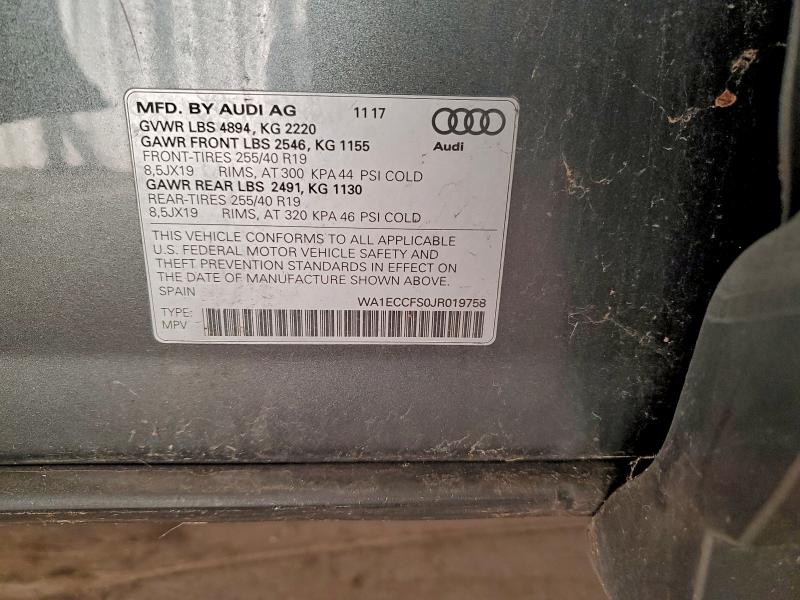 MFD. BY AUDI AG 11 17
GVWR LBS 4894, KG 2220
GAWR FRONT LBS 2546, KG 1155
Audi
FRONT-TIRES 255/40 R19
8,5JX19 RIMS, AT 300 KPA 44 PSI COLD
GAWR REAR LBS 2491, KG 1130
REAR-TIRES 255/40 R19
8,5JX19 RIMS, AT 320 KPA 46 PSI COLD
THIS VEHICLE CONFORMS TO ALL APPLICABLE
U.S. FEDERAL MOTOR VEHICLE SAFETY AND
THEFT PREVENTION STANDARDS IN EFFECT ON
THE DATE OF MANUFACTURE SHOWN ABOVE.
SPAIN
WA1ECCFS0JR019758
TYPE:
MPV